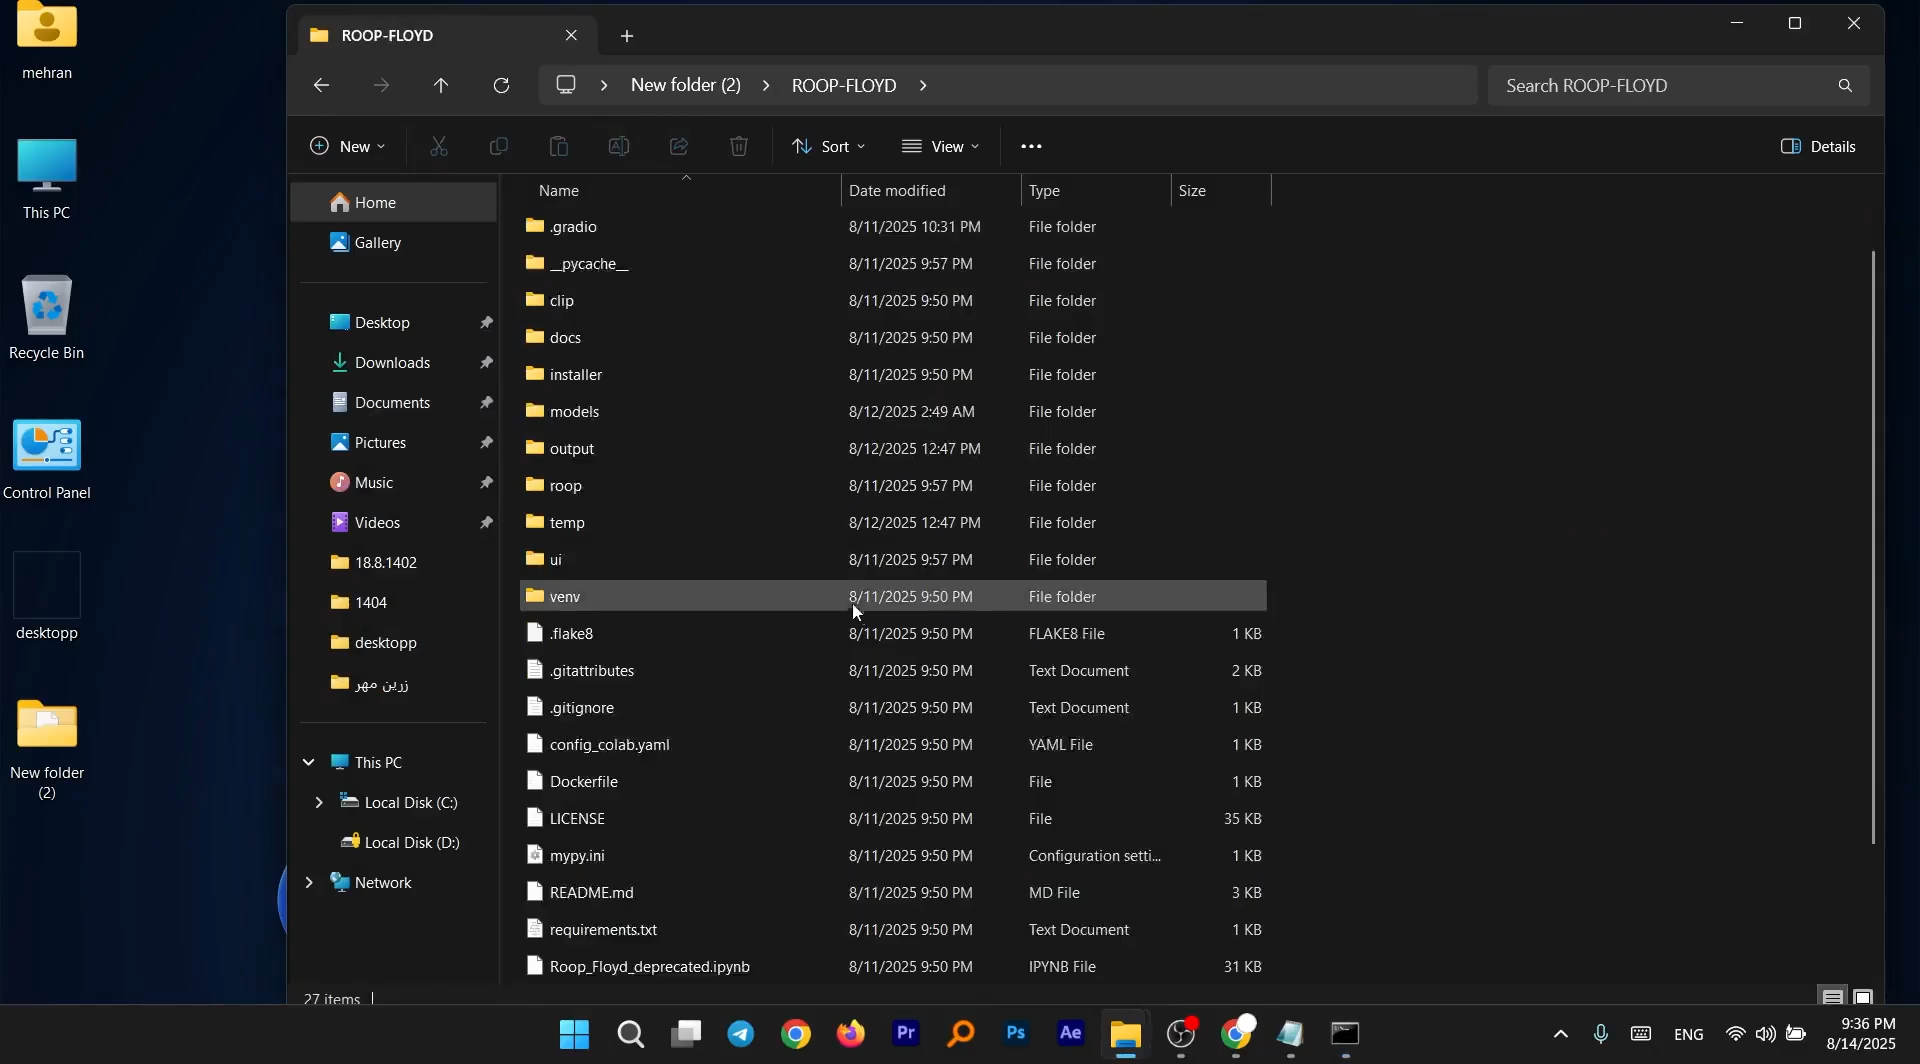 mehran
This PC
Recycle Bin
Control Panel
desktopp
New folder
(2)
ROOP-FLOYD
New folder (2) ROOP-FLOYD
Search ROOP-FLOYD
New
Sort
View
Details
Home
Gallery
Desktop
Downloads
Documents
Pictures
Music
Videos
18.8.1402
1404
desktopp
زرین مهر
This PC
Local Disk (C:)
Local Disk (D:)
Network
Name Date modified Type Size
.gradio 8/11/2025 10:31 PM File folder
__pycache__ 8/11/2025 9:57 PM File folder
clip 8/11/2025 9:50 PM File folder
docs 8/11/2025 9:50 PM File folder
installer 8/11/2025 9:50 PM File folder
models 8/12/2025 2:49 AM File folder
output 8/12/2025 12:47 PM File folder
roop 8/11/2025 9:57 PM File folder
temp 8/12/2025 12:47 PM File folder
ui 8/11/2025 9:57 PM File folder
venv 8/11/2025 9:50 PM File folder
.flake8 8/11/2025 9:50 PM FLAKE8 File 1 KB
.gitattributes 8/11/2025 9:50 PM Text Document 2 KB
.gitignore 8/11/2025 9:50 PM Text Document 1 KB
config_colab.yaml 8/11/2025 9:50 PM YAML File 1 KB
Dockerfile 8/11/2025 9:50 PM File 1 KB
LICENSE 8/11/2025 9:50 PM File 35 KB
mypy.ini 8/11/2025 9:50 PM Configuration setti... 1 KB
README.md 8/11/2025 9:50 PM MD File 3 KB
requirements.txt 8/11/2025 9:50 PM Text Document 1 KB
Roop_Floyd_deprecated.ipynb 8/11/2025 9:50 PM IPYNB File 31 KB
27 items
Pr
Ps
Ae
ENG
9:36 PM
8/14/2025